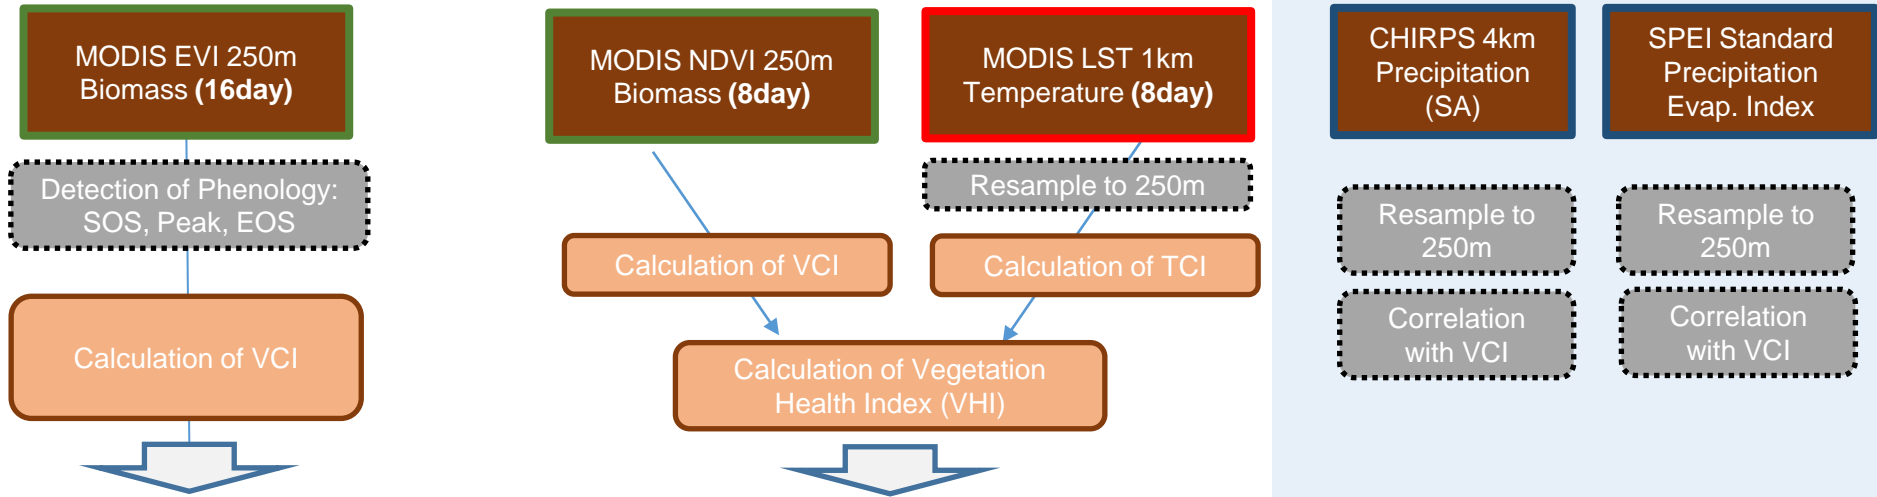 MODIS EVI 250m
Biomass (16day)
Detection of Phenology:
SOS, Peak, EOS
Calculation of VCI
MODIS NDVI 250m
Biomass (8day)
MODIS LST 1km
Temperature (8day)
Resample to 250m
Calculation of VCI
Calculation of TCI
Calculation of Vegetation
Health Index (VHI)
CHIRPS 4km
Precipitation
(SA)
Resample to
250m
Correlation
with VCI
SPEI Standard
Precipitation
Evap. Index
Resample to
250m
Correlation
with VCI